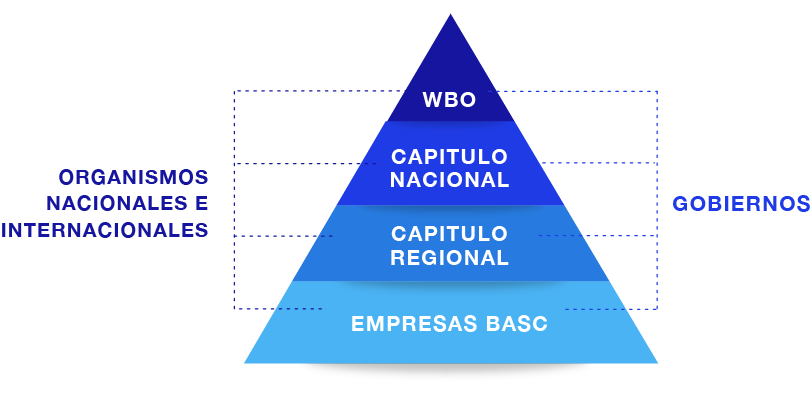 WBO
CAPITULO
NACIONAL
CAPITULO
REGIONAL
EMPRESAS BASC
ORGANISMOS
NACIONALES E
INTERNACIONALES
GOBIERNOS